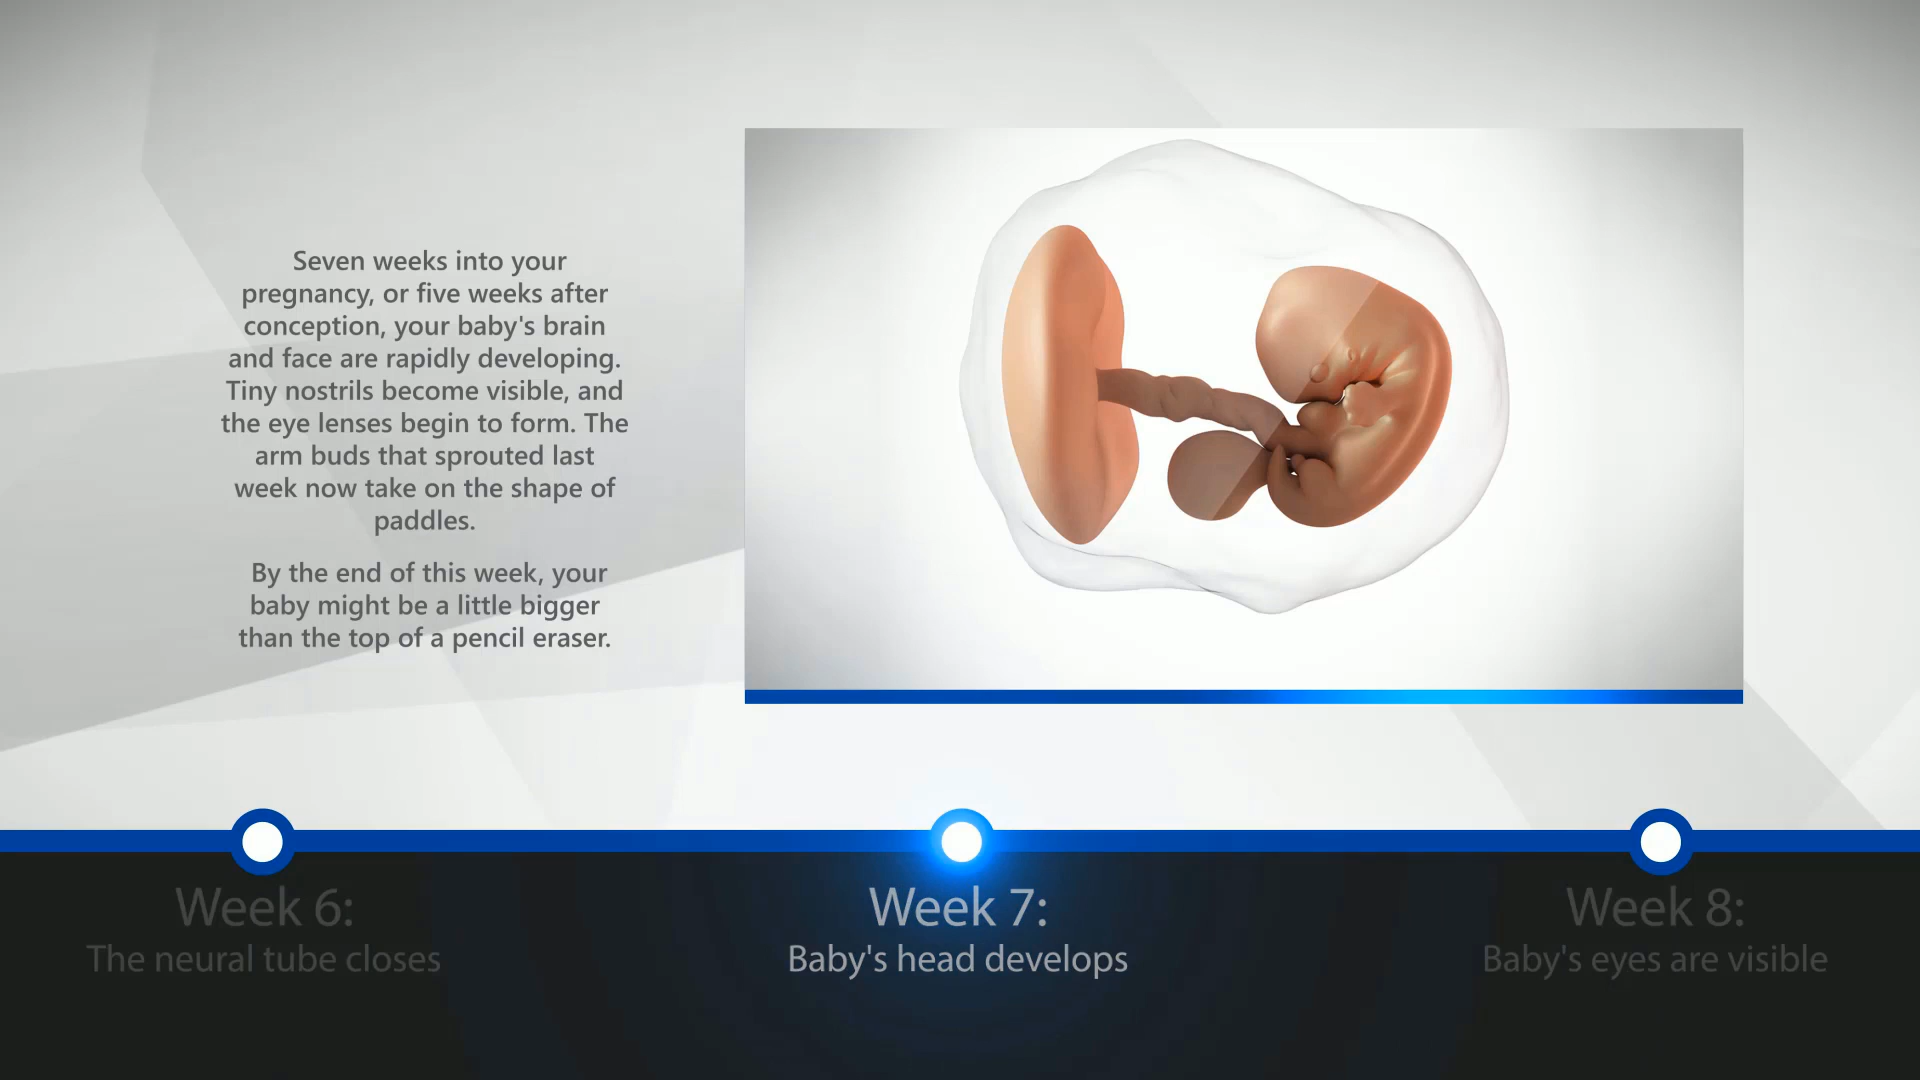 Seven weeks into your
pregnancy, or five weeks after
conception, your baby's brain
and face are rapidly developing.
Tiny nostrils become visible, and
the eye lenses begin to form. The
arm buds that sprouted last
week now take on the shape of
paddles.
By the end of this week, your
baby might be a little bigger
than the top of a pencil eraser.
Week 6:
The neural tube closes
Week 7:
Baby's head develops
Week 8:
Baby's eyes are visible